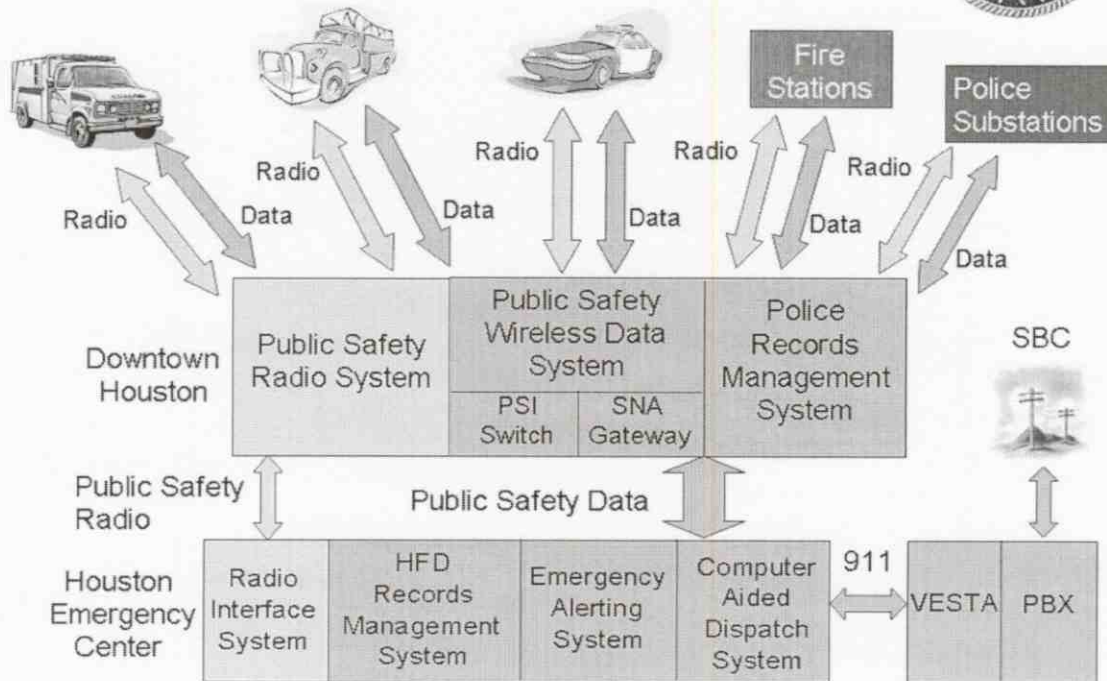 Fire
Stations
Police
Substations
Radio
Data
Radio
Data
Radio
Data
Radio
Data
Radio
Data
Downtown
Houston
Public Safety
Radio System
Public Safety
Wireless Data
System
PSI
Switch
SNA
Gateway
Police
Records
Management
System
SBC
Public Safety
Radio
Public Safety Data
Houston
Emergency
Center
Radio
Interface
System
HFD
Records
Management
System
Emergency
Alerting
System
Computer
Aided
Dispatch
System
911
VESTA
PBX